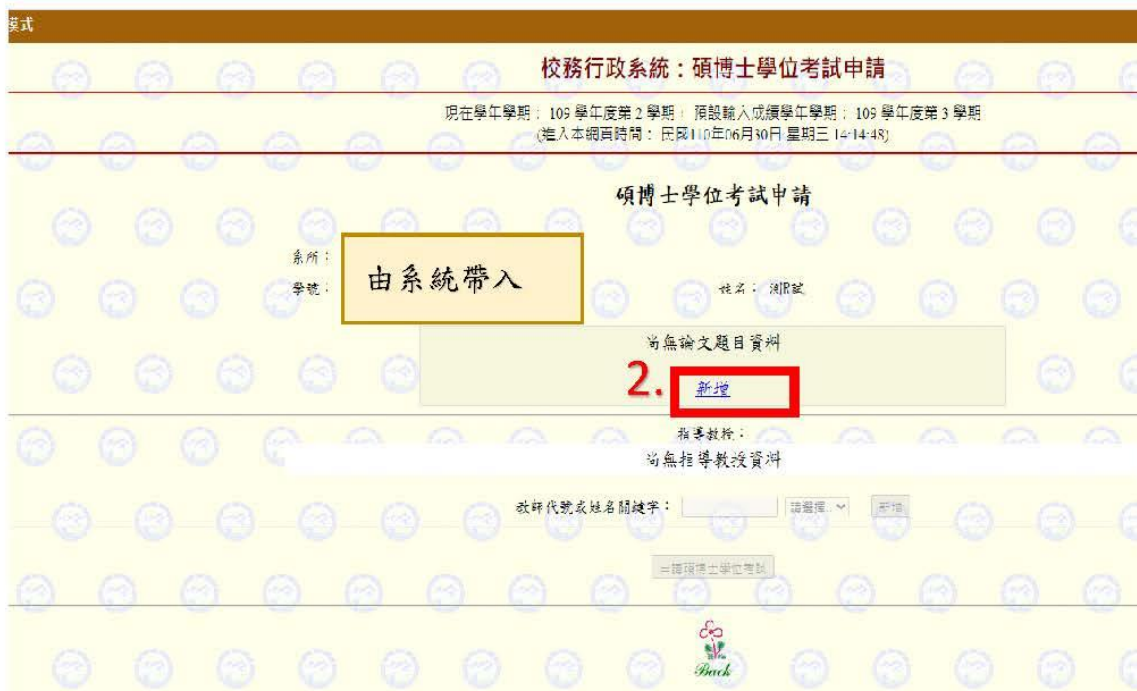 模式
校務行政系統：碩博士學位考試申請
現在學年學期： 109 學年度第 2 學期； 預設輸入成績學年學期： 109 學年度第 3 學期
(進入本網頁時間： 民國110年06月30日 星期三 14:14:48)
碩博士學位考試申請
系所：
由系統帶入
學號：
姓名： 測R試
尚無論文題目資料
2. 新增
指導教授：
尚無指導教授資料
教師代號或姓名關鍵字： 請選擇.. 新增
申請碩博士學位考試
Back